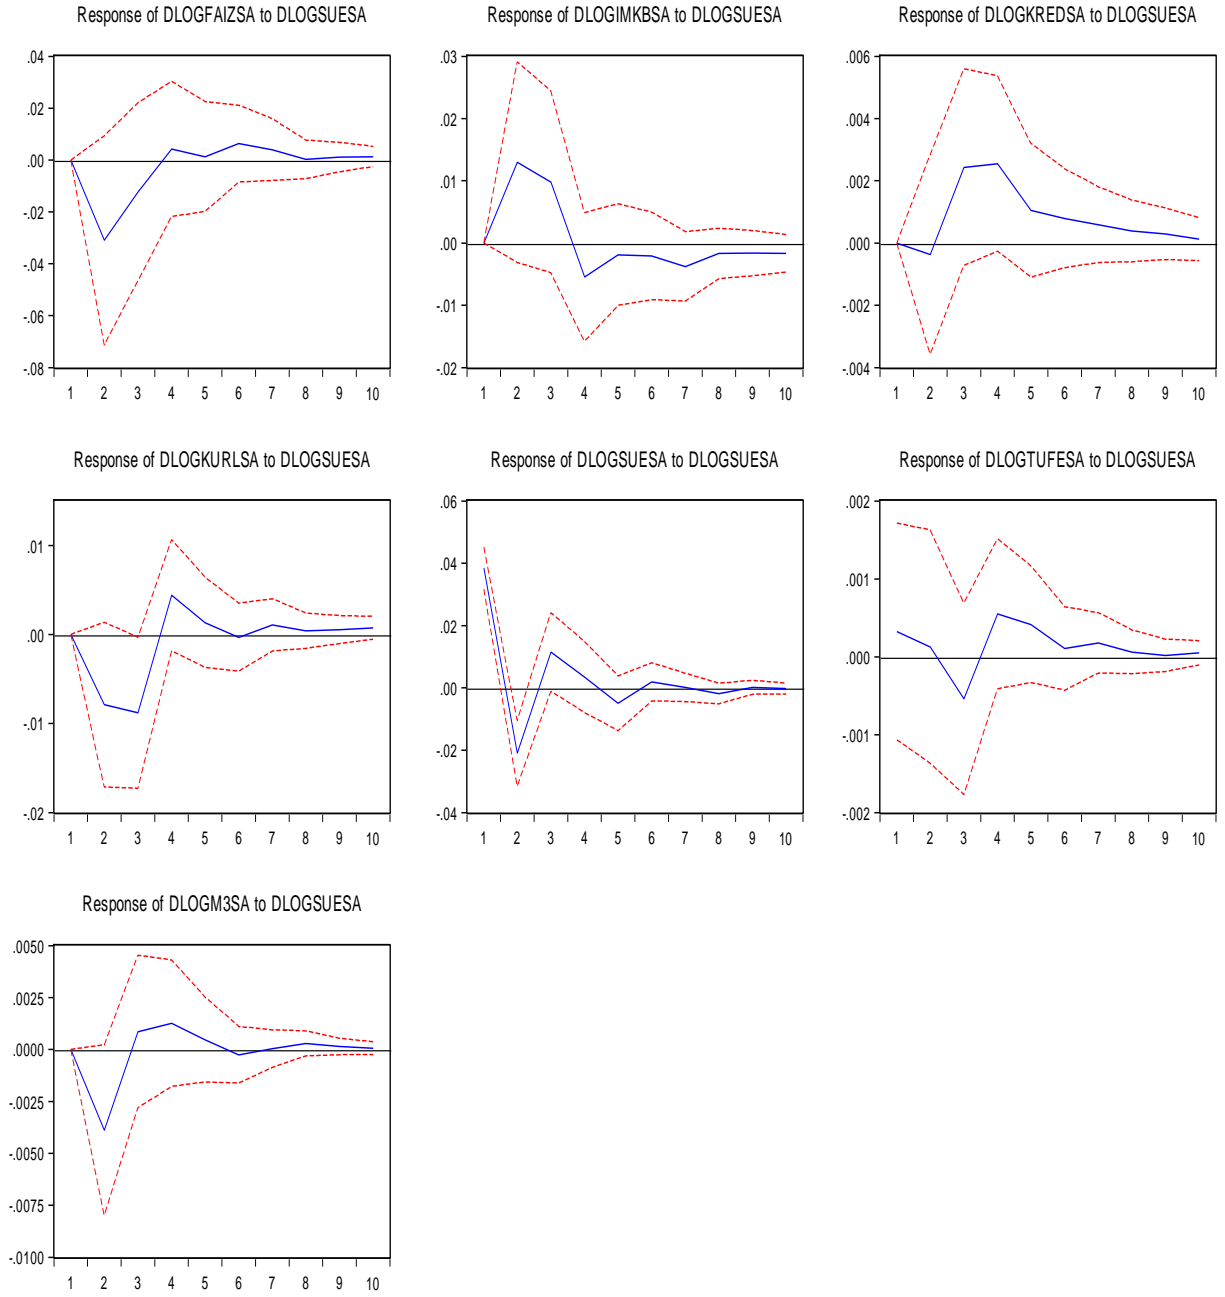 Response of DLOGFAIZSA to DLOGSUESA
.04
.02
.00
-.02
-.04
-.06
-.08
1 2 3 4 5 6 7 8 9 10
Response of DLOGIMKBSA to DLOGSUESA
.03
.02
.01
.00
-.01
-.02
1 2 3 4 5 6 7 8 9 10
Response of DLOGKREDSA to DLOGSUESA
.006
.004
.002
.000
-.002
-.004
1 2 3 4 5 6 7 8 9 10
Response of DLOGKURLSA to DLOGSUESA
.01
.00
-.01
-.02
1 2 3 4 5 6 7 8 9 10
Response of DLOGSUESA to DLOGSUESA
.06
.04
.02
.00
-.02
-.04
1 2 3 4 5 6 7 8 9 10
Response of DLOGTUFESA to DLOGSUESA
.002
.001
.000
-.001
-.002
1 2 3 4 5 6 7 8 9 10
Response of DLOGM3SA to DLOGSUESA
.0050
.0025
.0000
-.0025
-.0050
-.0075
-.0100
1 2 3 4 5 6 7 8 9 10